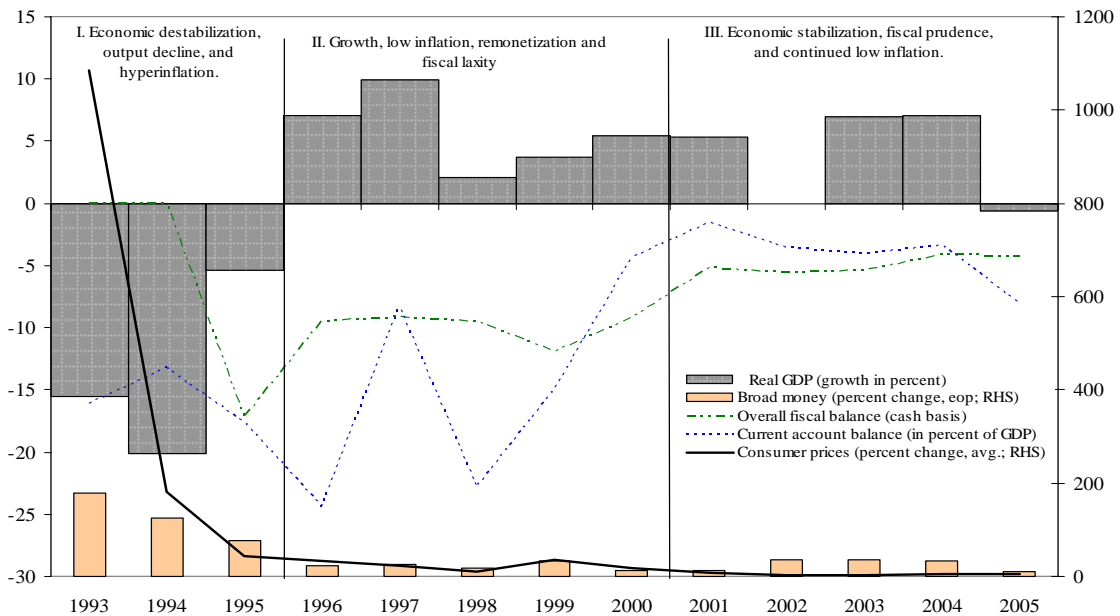 15
10
5
0
-5
-10
-15
-20
-25
-30
I. Economic destabilization,
output decline, and
hyperinflation.
II. Growth, low inflation, remonetization and
fiscal laxity
III. Economic stabilization, fiscal prudence,
and continued low inflation.
1200
1000
800
600
400
200
0
Real GDP (growth in percent)
Broad money (percent change, eop; RHS)
Overall fiscal balance (cash basis)
Current account balance (in percent of GDP)
Consumer prices (percent change, avg.; RHS)
1993 1994 1995 1996 1997 1998 1999 2000 2001 2002 2003 2004 2005